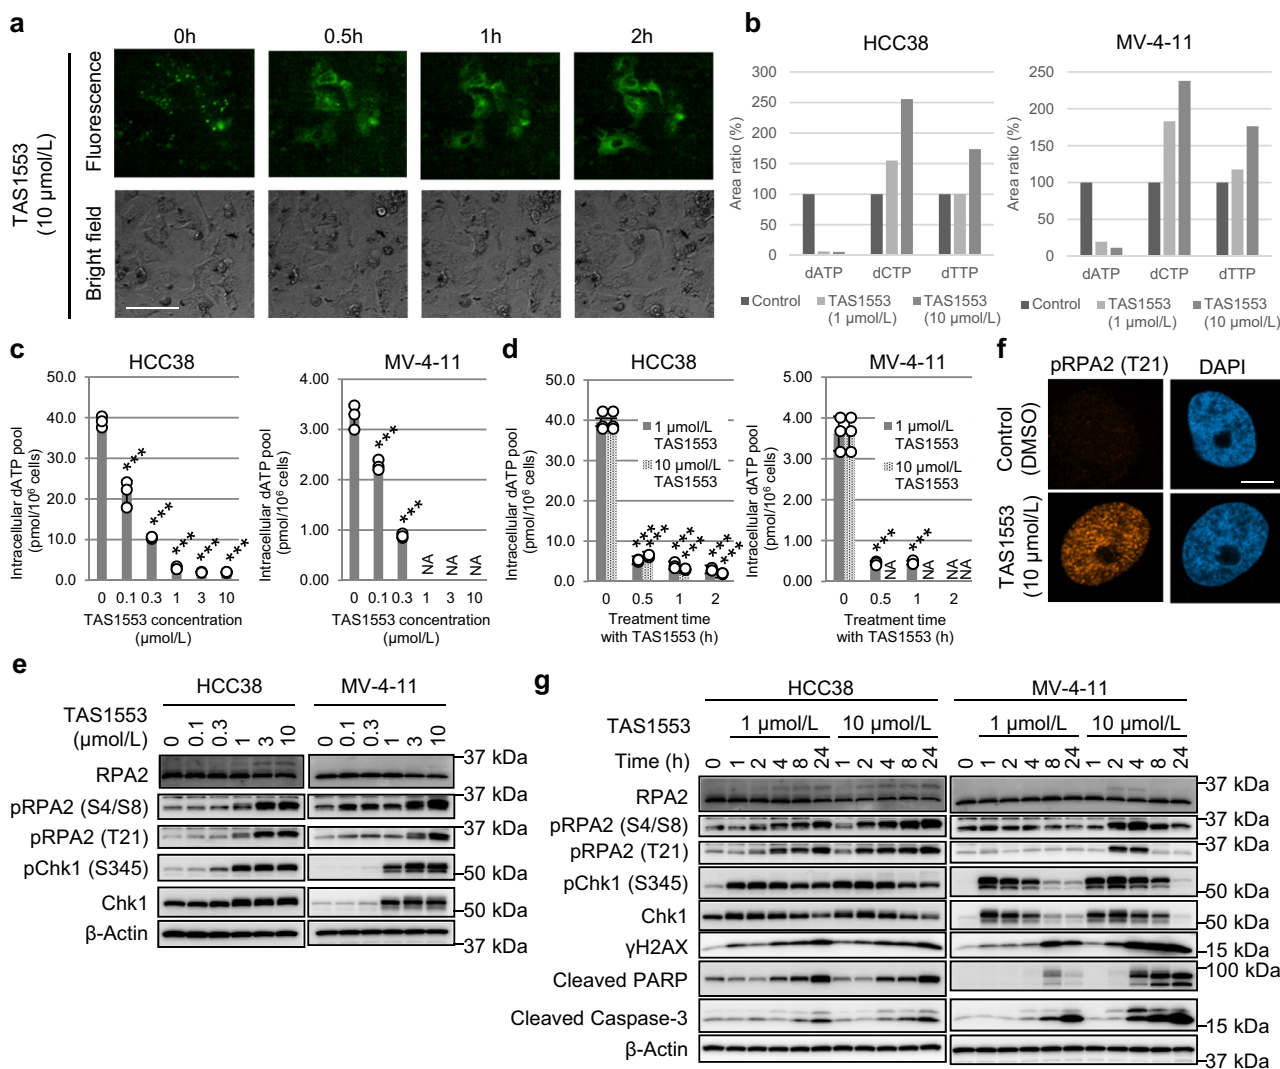 a
0h
0.5h
1h
2h
TAS1553
(10 µmol/L)
Fluorescence
Bright field
b
HCC38
Area ratio (%)
300
250
200
150
100
50
0
dATP
dCTP
dTTP
Control
TAS1553
(1 µmol/L)
TAS1553
(10 µmol/L)
MV-4-11
Area ratio (%)
250
200
150
100
50
0
dATP
dCTP
dTTP
Control
TAS1553
(1 µmol/L)
TAS1553
(10 µmol/L)
c
HCC38
Intracellular dATP pool
(pmol/10⁶ cells)
50.0
40.0
30.0
20.0
10.0
0.0
***
***
***
***
***
0 0.1 0.3 1 3 10
TAS1553 concentration
(µmol/L)
MV-4-11
Intracellular dATP pool
(pmol/10⁶ cells)
4.00
3.00
2.00
1.00
0.00
***
***
NA NA NA
0 0.1 0.3 1 3 10
TAS1553 concentration
(µmol/L)
d
HCC38
Intracellular dATP pool
(pmol/10⁶ cells)
50.0
40.0
30.0
20.0
10.0
0.0
1 µmol/L
TAS1553
10 µmol/L
TAS1553
***
***
***
***
***
***
0 0.5 1 2
Treatment time
with TAS1553 (h)
MV-4-11
Intracellular dATP pool
(pmol/10⁶ cells)
5.00
4.00
3.00
2.00
1.00
0.00
1 µmol/L
TAS1553
10 µmol/L
TAS1553
***
NA
***
NA
NA
NA
0 0.5 1 2
Treatment time
with TAS1553 (h)
f
pRPA2 (T21)
DAPI
Control
(DMSO)
TAS1553
(10 µmol/L)
e
HCC38
MV-4-11
TAS1553
(µmol/L)
0 0.1 0.3 1 3 10
0 0.1 0.3 1 3 10
RPA2
37 kDa
pRPA2 (S4/S8)
37 kDa
pRPA2 (T21)
37 kDa
pChk1 (S345)
50 kDa
Chk1
50 kDa
β-Actin
37 kDa
g
HCC38
MV-4-11
TAS1553
1 µmol/L
10 µmol/L
1 µmol/L
10 µmol/L
Time (h)
0 1 2 4 8 24 1 2 4 8 24
0 1 2 4 8 24 1 2 4 8 24
RPA2
37 kDa
pRPA2 (S4/S8)
37 kDa
pRPA2 (T21)
37 kDa
pChk1 (S345)
50 kDa
Chk1
50 kDa
γH2AX
15 kDa
Cleaved PARP
100 kDa
Cleaved Caspase-3
15 kDa
β-Actin
37 kDa